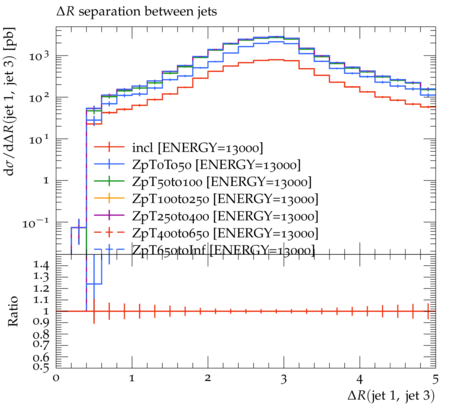 ΔR separation between jets
dσ/dΔR(jet 1, jet 3) [pb]
10³
10²
10¹
1
10⁻¹
incl [ENERGY=13000]
ZpT0To50 [ENERGY=13000]
ZpT50to100 [ENERGY=13000]
ZpT100to250 [ENERGY=13000]
ZpT250to400 [ENERGY=13000]
ZpT400to650 [ENERGY=13000]
ZpT650toInf [ENERGY=13000]
Ratio
1.4
1.3
1.2
1.1
1
0.9
0.8
0.7
0.6
0.5
0 1 2 3 4 5
ΔR(jet 1, jet 3)